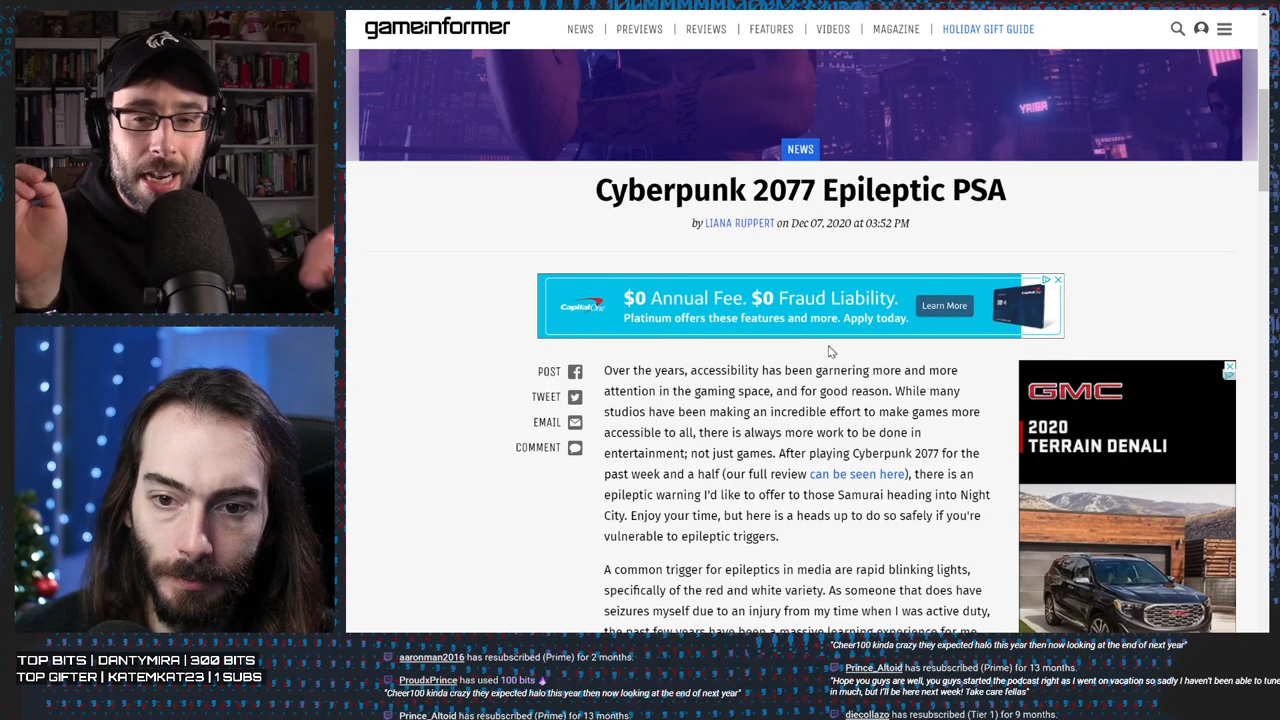 gameinformer
NEWS | PREVIEWS | REVIEWS | FEATURES | VIDEOS | MAGAZINE | HOLIDAY GIFT GUIDE
YAIBA
NEWS
Cyberpunk 2077 Epileptic PSA
by LIANA RUPPERT on Dec 07, 2020 at 03:52 PM
Capital One
$0 Annual Fee. $0 Fraud Liability.
Platinum offers these features and more. Apply today.
Learn More
POST
TWEET
EMAIL
COMMENT
Over the years, accessibility has been garnering more and more
attention in the gaming space, and for good reason. While many
studios have been making an incredible effort to make games more
accessible to all, there is always more work to be done in
entertainment; not just games. After playing Cyberpunk 2077 for the
past week and a half (our full review can be seen here), there is an
epileptic warning I'd like to offer to those Samurai heading into Night
City. Enjoy your time, but here is a heads up to do so safely if you're
vulnerable to epileptic triggers.
A common trigger for epileptics in media are rapid blinking lights,
specifically of the red and white variety. As someone that does have
seizures myself due to an injury from my time when I was active duty,
the past few years have been a massive learning experience for me
GMC
2020
TERRAIN DENALI
GMC
TOP BITS | DANTYMIRA | 300 BITS
TOP GIFTER | KATEMKAT23 | 1 SUBS
aaronman2016 has resubscribed (Prime) for 2 months.
ProudxPrince has used 100 bits
"Cheer100 kinda crazy they expected halo this year then now looking at the end of next year"
Prince_Altoid has resubscribed (Prime) for 13 months.
"Cheer100 kinda crazy they expected halo this year then now looking at the end of next year"
Prince_Altoid has resubscribed (Prime) for 13 months.
"Hope you guys are well, you guys started the podcast right as I went on vacation so sadly I haven't been able to tune
in much, but I'll be here next week! Take care fellas"
diecollazo has resubscribed (Tier 1) for 9 months.